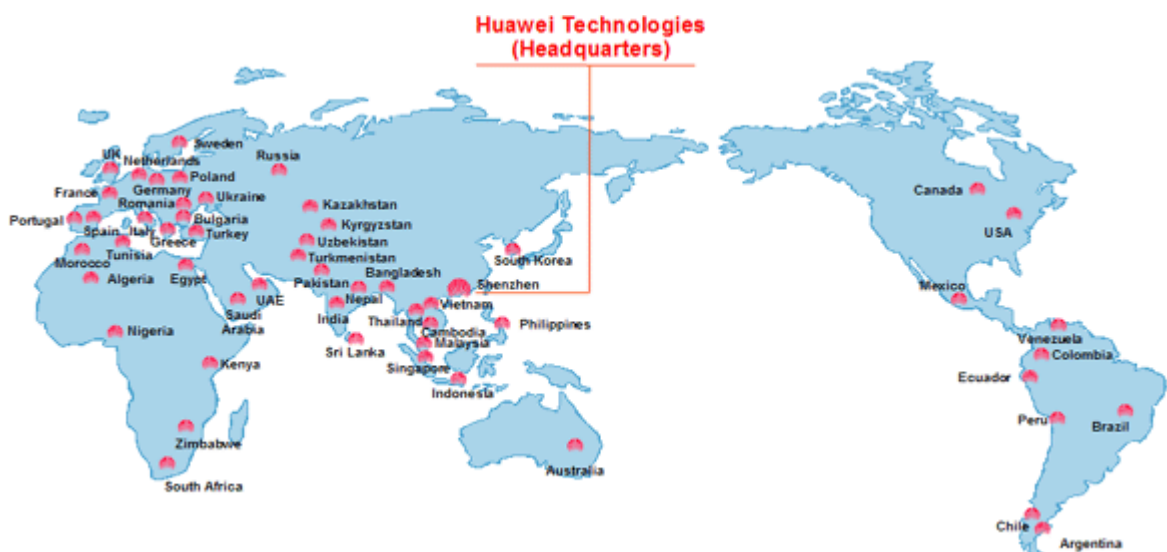 Huawei Technologies
(Headquarters)
Sweden
UK
Netherlands
Russia
Poland
Germany
France
Ukraine
Romania
Canada
Kazakhstan
Portugal
Bulgaria
Kyrgyzstan
Spain
Italy
Turkey
USA
Greece
Uzbekistan
Tunisia
Turkmenistan
South Korea
Morocco
Bangladesh
Algeria
Egypt
Pakistan
Shenzhen
Mexico
UAE
Nepal
Vietnam
Saudi
Arabia
India
Thailand
Philippines
Nigeria
Cambodia
Venezuela
Malaysia
Sri Lanka
Colombia
Kenya
Singapore
Ecuador
Indonesia
Peru
Brazil
Zimbabwe
Australia
South Africa
Chile
Argentina